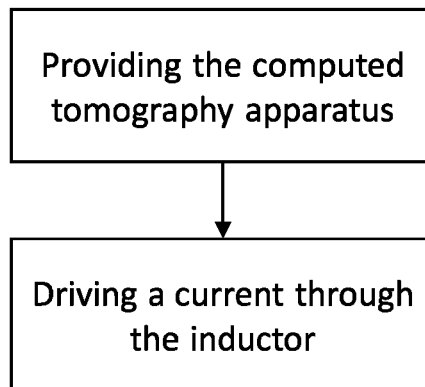 Providing the computed
tomography apparatus
Driving a current through
the inductor